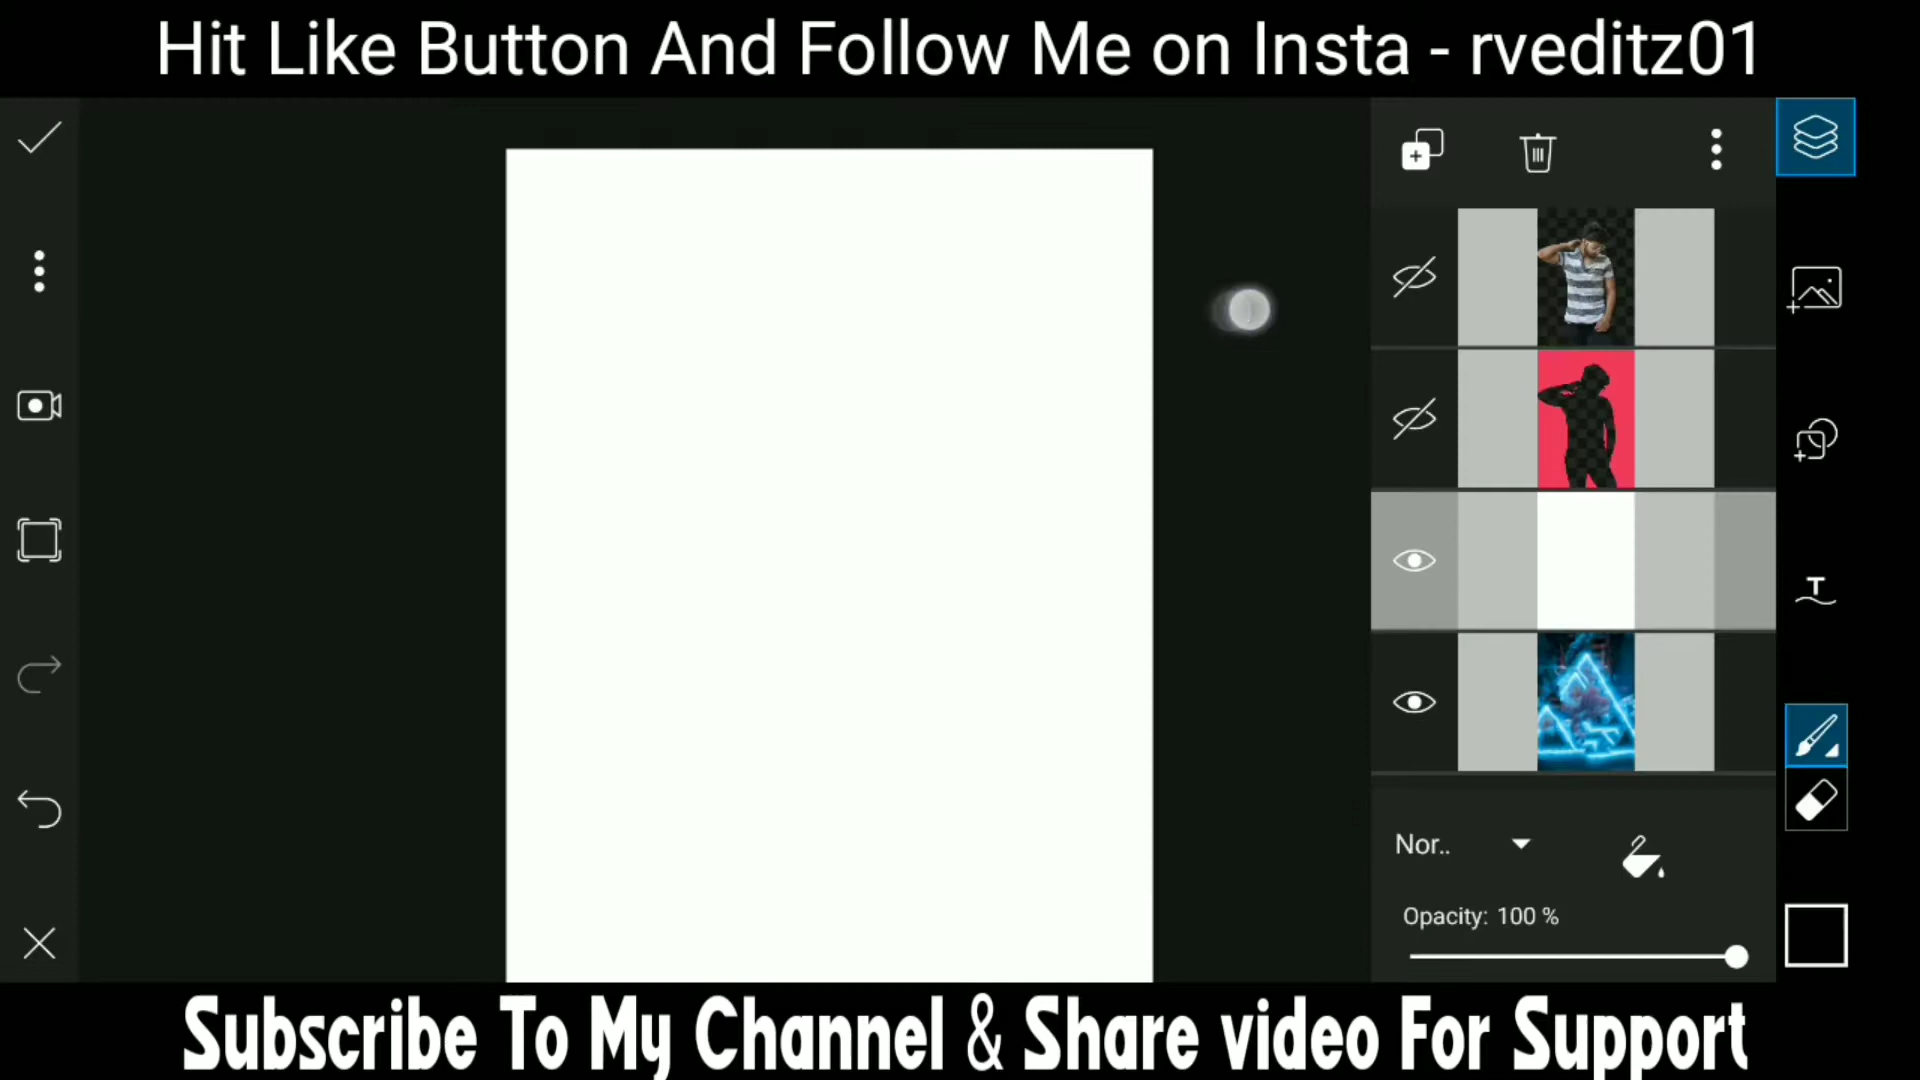 Hit Like Button And Follow Me on Insta - rveditz01
Nor..
Opacity: 100 %
Subscribe To My Channel & Share video For Support